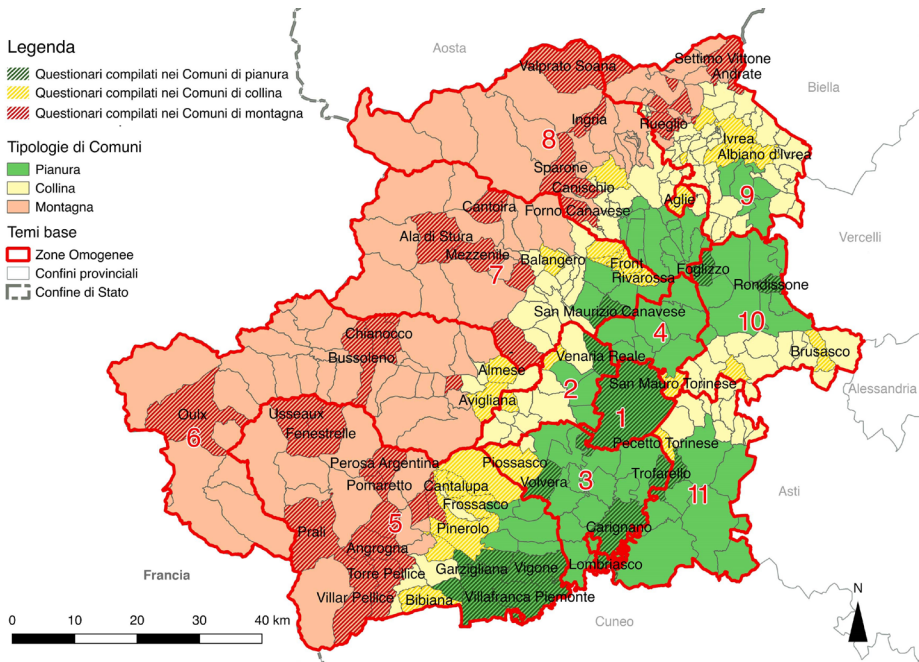 Legenda
Questionari compilati nei Comuni di pianura
Questionari compilati nei Comuni di collina
Questionari compilati nei Comuni di montagna
Tipologie di Comuni
Pianura
Collina
Montagna
Temi base
Zone Omogenee
Confini provinciali
Confine di Stato
Aosta
Biella
Vercelli
Alessandria
Asti
Cuneo
Francia
Valprato Soana
Settimo Vittone
Andrate
Ingria
Rueglio
Ivrea
Albiano d'Ivrea
8
Sparone
Canischio
9
Agliè
Cantoira
Forno Canavese
Ala di Stura
Mezzenile
7
Balangero
Front
Rivarossa
Foglizzo
Rondissone
San Maurizio Canavese
10
4
Chianocco
Bussoleno
Venaria Reale
Brusasco
Almese
San Mauro Torinese
Avigliana
2
Oulx
6
Usseaux
Fenestrelle
1
Pecetto Torinese
Perosa Argentina
Piossasco
Trofarello
Pomaretto
Cantalupa
Volvera
3
11
Frossasco
Prali
5
Pinerolo
Carignano
Angrogna
Torre Pellice
Garzigliana
Vigone
Lombriasco
Villar Pellice
Bibiana
Villafranca Piemonte
N
0 10 20 30 40 km